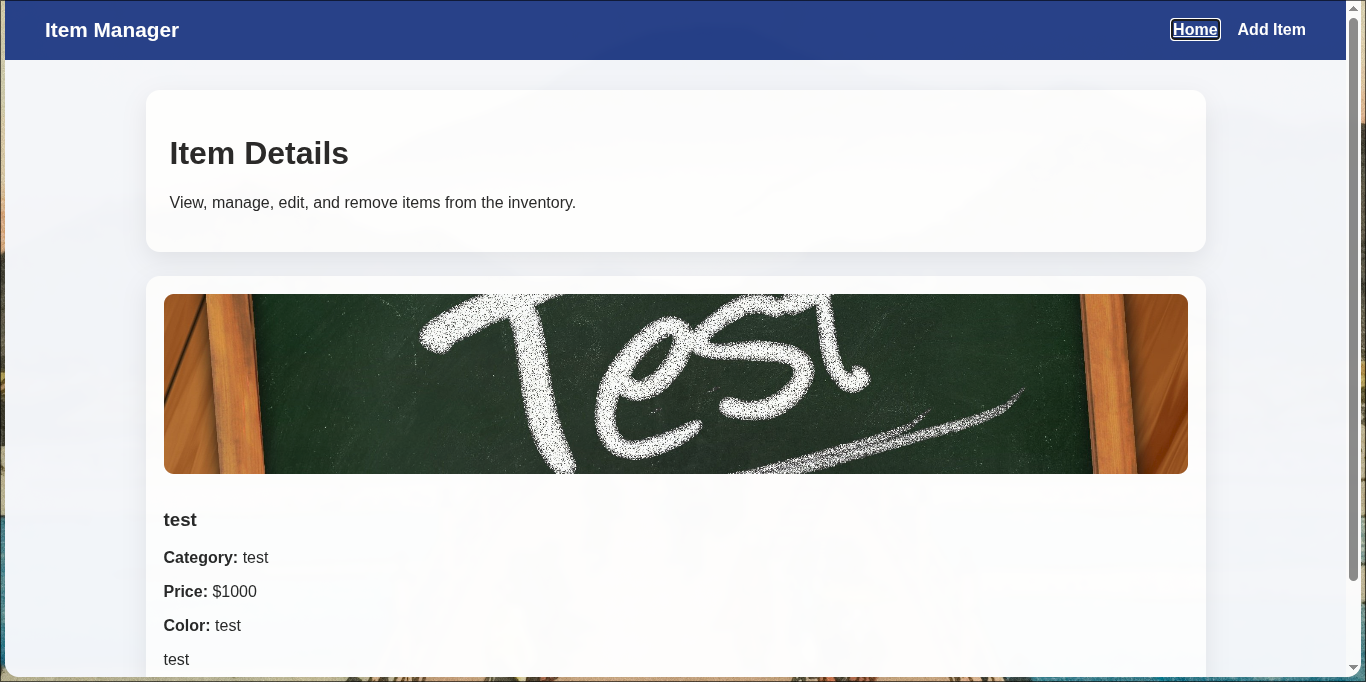 Item Manager
Home
Add Item
Item Details
View, manage, edit, and remove items from the inventory.
Test
test
Category: test
Price: $1000
Color: test
test